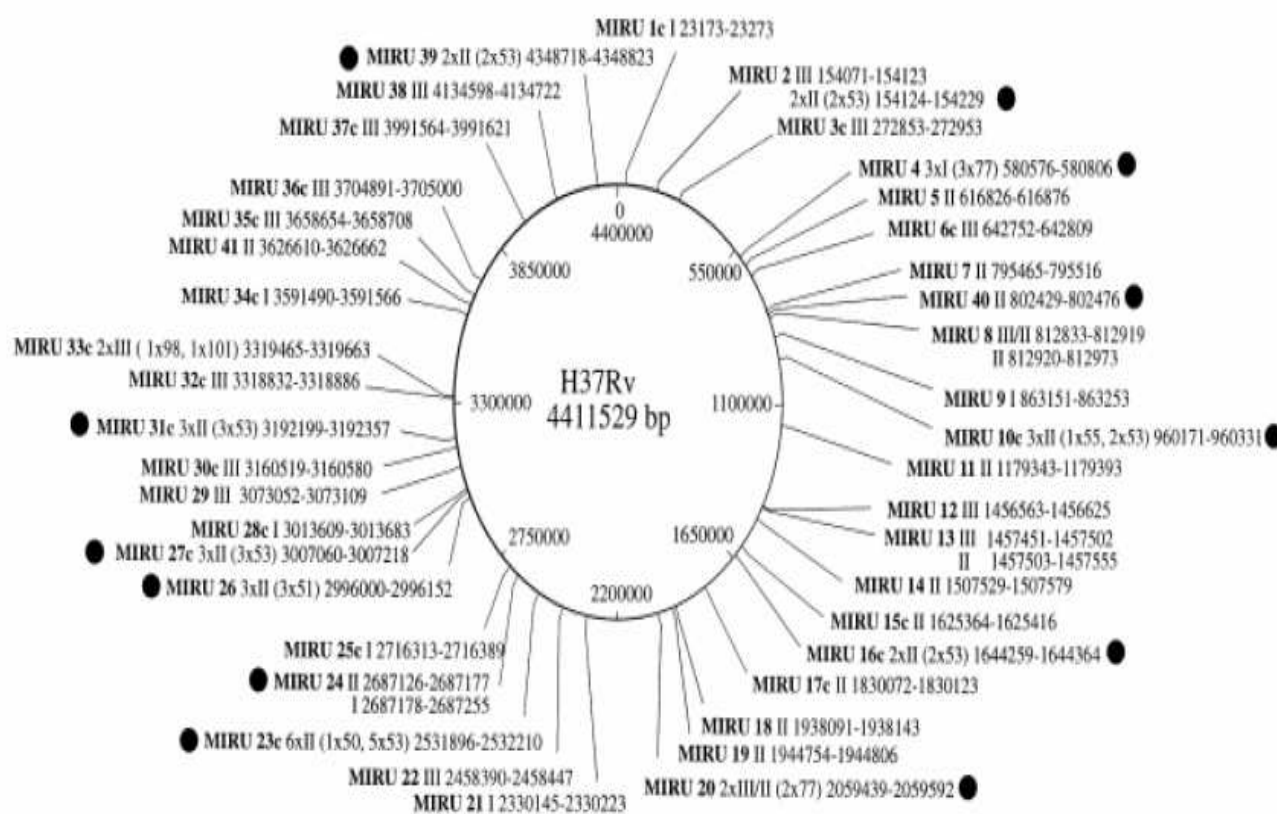 MIRU 1c I 23173-23273
MIRU 2 III 154071-154123
2xII (2x53) 154124-154229
MIRU 3c III 272853-272953
MIRU 4 3xI (3x77) 580576-580806
MIRU 5 II 616826-616876
MIRU 6c III 642752-642809
MIRU 7 II 795465-795516
MIRU 40 II 802429-802476
MIRU 8 III/II 812833-812919
II 812920-812973
MIRU 9 I 863151-863253
MIRU 10c 3xII (1x55, 2x53) 960171-960331
MIRU 11 II 1179343-1179393
MIRU 12 III 1456563-1456625
MIRU 13 III 1457451-1457502
II 1457503-1457555
MIRU 14 II 1507529-1507579
MIRU 15c II 1625364-1625416
MIRU 16c 2xII (2x53) 1644259-1644364
MIRU 17c II 1830072-1830123
MIRU 18 II 1938091-1938143
MIRU 19 II 1944754-1944806
MIRU 20 2xIII/II (2x77) 2059439-2059592
MIRU 21 I 2330145-2330223
MIRU 22 III 2458390-2458447
MIRU 23c 6xII (1x50, 5x53) 2531896-2532210
MIRU 24 II 2687126-2687177
I 2687178-2687255
MIRU 25c I 2716313-2716389
MIRU 26 3xII (3x51) 2996000-2996152
MIRU 27c 3xII (3x53) 3007060-3007218
MIRU 28c I 3013609-3013683
MIRU 29 III 3073052-3073109
MIRU 30c III 3160519-3160580
MIRU 31c 3xII (3x53) 3192199-3192357
MIRU 32c III 3318832-3318886
MIRU 33c 2xIII ( 1x98, 1x101) 3319465-3319663
MIRU 34c I 3591490-3591566
MIRU 41 II 3626610-3626662
MIRU 35c III 3658654-3658708
MIRU 36c III 3704891-3705000
MIRU 37c III 3991564-3991621
MIRU 38 III 4134598-4134722
MIRU 39 2xII (2x53) 4348718-4348823
0
4400000
550000
1100000
1650000
2200000
2750000
3300000
3850000
H37Rv
4411529 bp